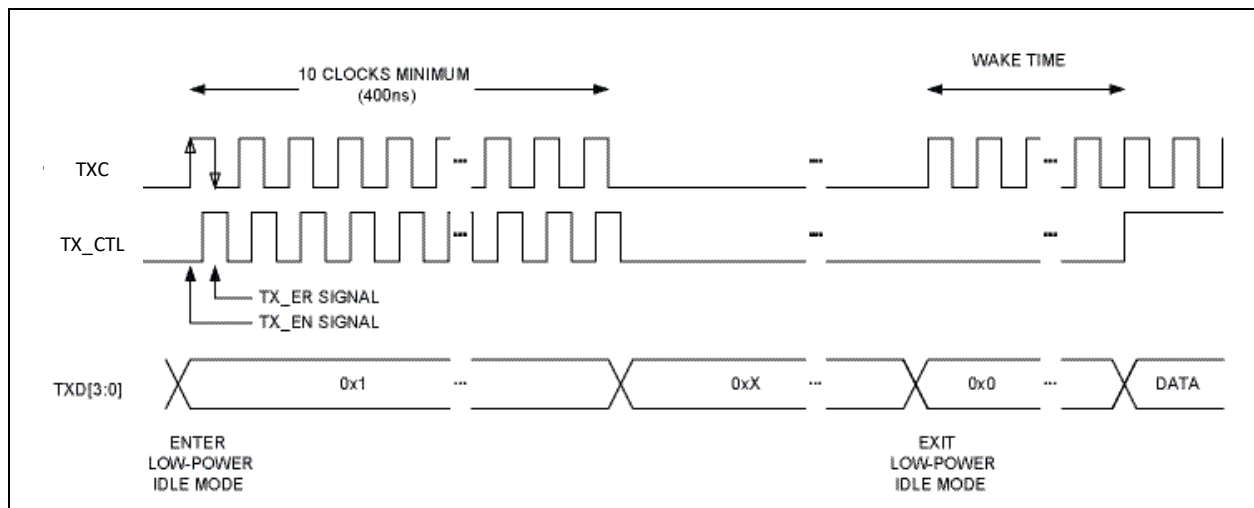 10 CLOCKS MINIMUM
(400ns)
WAKE TIME
TXC
...
...
...
TX_CTL
...
...
...
TX_ER SIGNAL
TX_EN SIGNAL
TXD[3:0]
0x1
...
0xX
...
0x0
...
DATA
ENTER
LOW-POWER
IDLE MODE
EXIT
LOW-POWER
IDLE MODE